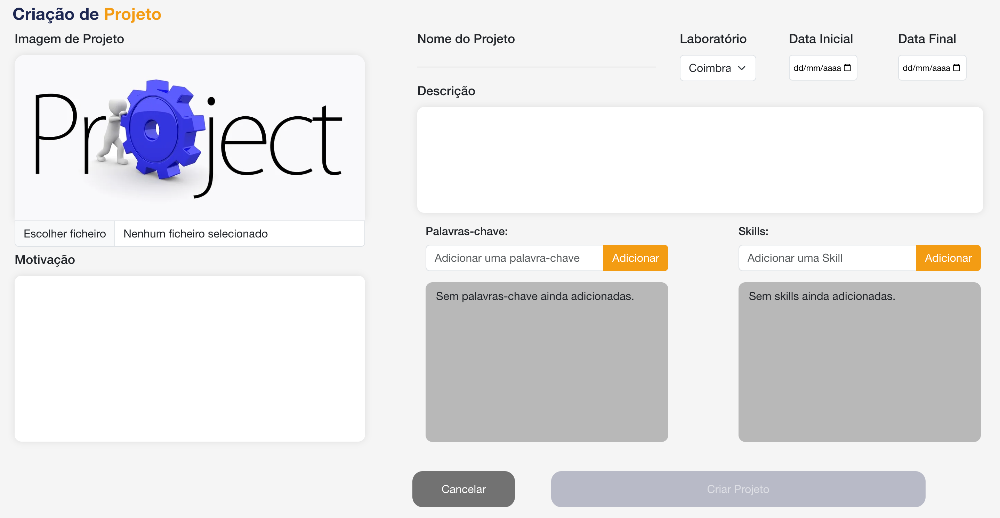 Criação de Projeto
Imagem de Projeto
Project
Escolher ficheiro Nenhum ficheiro selecionado
Motivação
Nome do Projeto
Laboratório
Coimbra
Data Inicial
dd/mm/aaaa
Data Final
dd/mm/aaaa
Descrição
Palavras-chave:
Adicionar uma palavra-chave Adicionar
Sem palavras-chave ainda adicionadas.
Skills:
Adicionar uma Skill Adicionar
Sem skills ainda adicionadas.
Cancelar
Criar Projeto